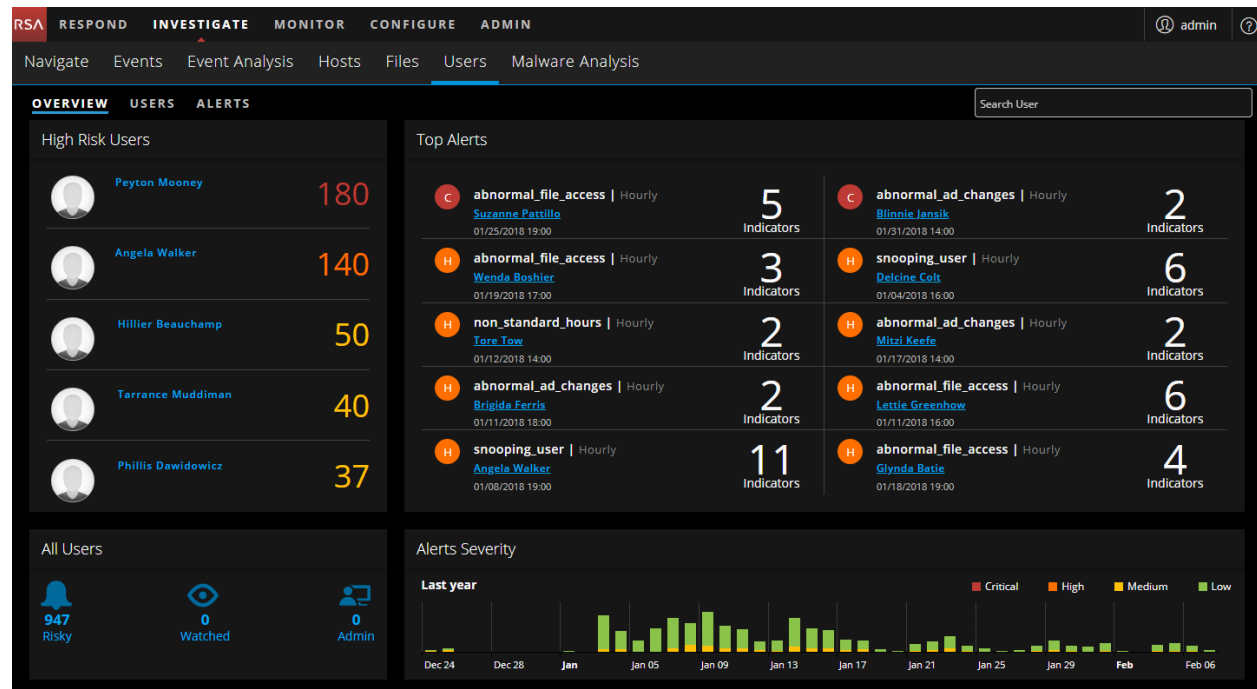 RSA RESPOND INVESTIGATE MONITOR CONFIGURE ADMIN admin ?
Navigate Events Event Analysis Hosts Files Users Malware Analysis
OVERVIEW USERS ALERTS Search User
High Risk Users
Peyton Mooney 180
Angela Walker 140
Hillier Beauchamp 50
Tarrance Muddiman 40
Phillis Dawidowicz 37
Top Alerts
C abnormal_file_access | Hourly
Suzanne Pattillo
01/25/2018 19:00
5
Indicators
C abnormal_ad_changes | Hourly
Blinnie Jansik
01/31/2018 14:00
2
Indicators
H abnormal_file_access | Hourly
Wenda Boshier
01/19/2018 17:00
3
Indicators
H snooping_user | Hourly
Delcine Colt
01/04/2018 16:00
6
Indicators
H non_standard_hours | Hourly
Tore Tow
01/12/2018 14:00
2
Indicators
H abnormal_ad_changes | Hourly
Mitzi Keefe
01/17/2018 14:00
2
Indicators
H abnormal_ad_changes | Hourly
Brigida Ferris
01/11/2018 18:00
2
Indicators
H abnormal_file_access | Hourly
Lettie Greenhow
01/11/2018 16:00
6
Indicators
H snooping_user | Hourly
Angela Walker
01/08/2018 19:00
11
Indicators
H abnormal_file_access | Hourly
Glynda Batie
01/18/2018 19:00
4
Indicators
All Users
947 0 0
Risky Watched Admin
Alerts Severity
Last year Critical High Medium Low
Dec 24 Dec 28 Jan Jan 05 Jan 09 Jan 13 Jan 17 Jan 21 Jan 25 Jan 29 Feb Feb 06